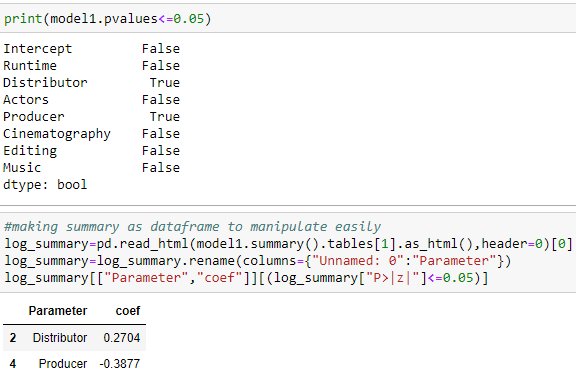 print(model1.pvalues<=0.05)
Intercept False
Runtime False
Distributor True
Actors False
Producer True
Cinematography False
Editing False
Music False
dtype: bool
#making summary as dataframe to manipulate easily
log_summary=pd.read_html(model1.summary().tables[1].as_html(),header=0)[0]
log_summary=log_summary.rename(columns={"Unnamed: 0":"Parameter"})
log_summary[["Parameter","coef"]][(log_summary["P>|z|"]<=0.05)]
Parameter coef
2 Distributor 0.2704
4 Producer -0.3877